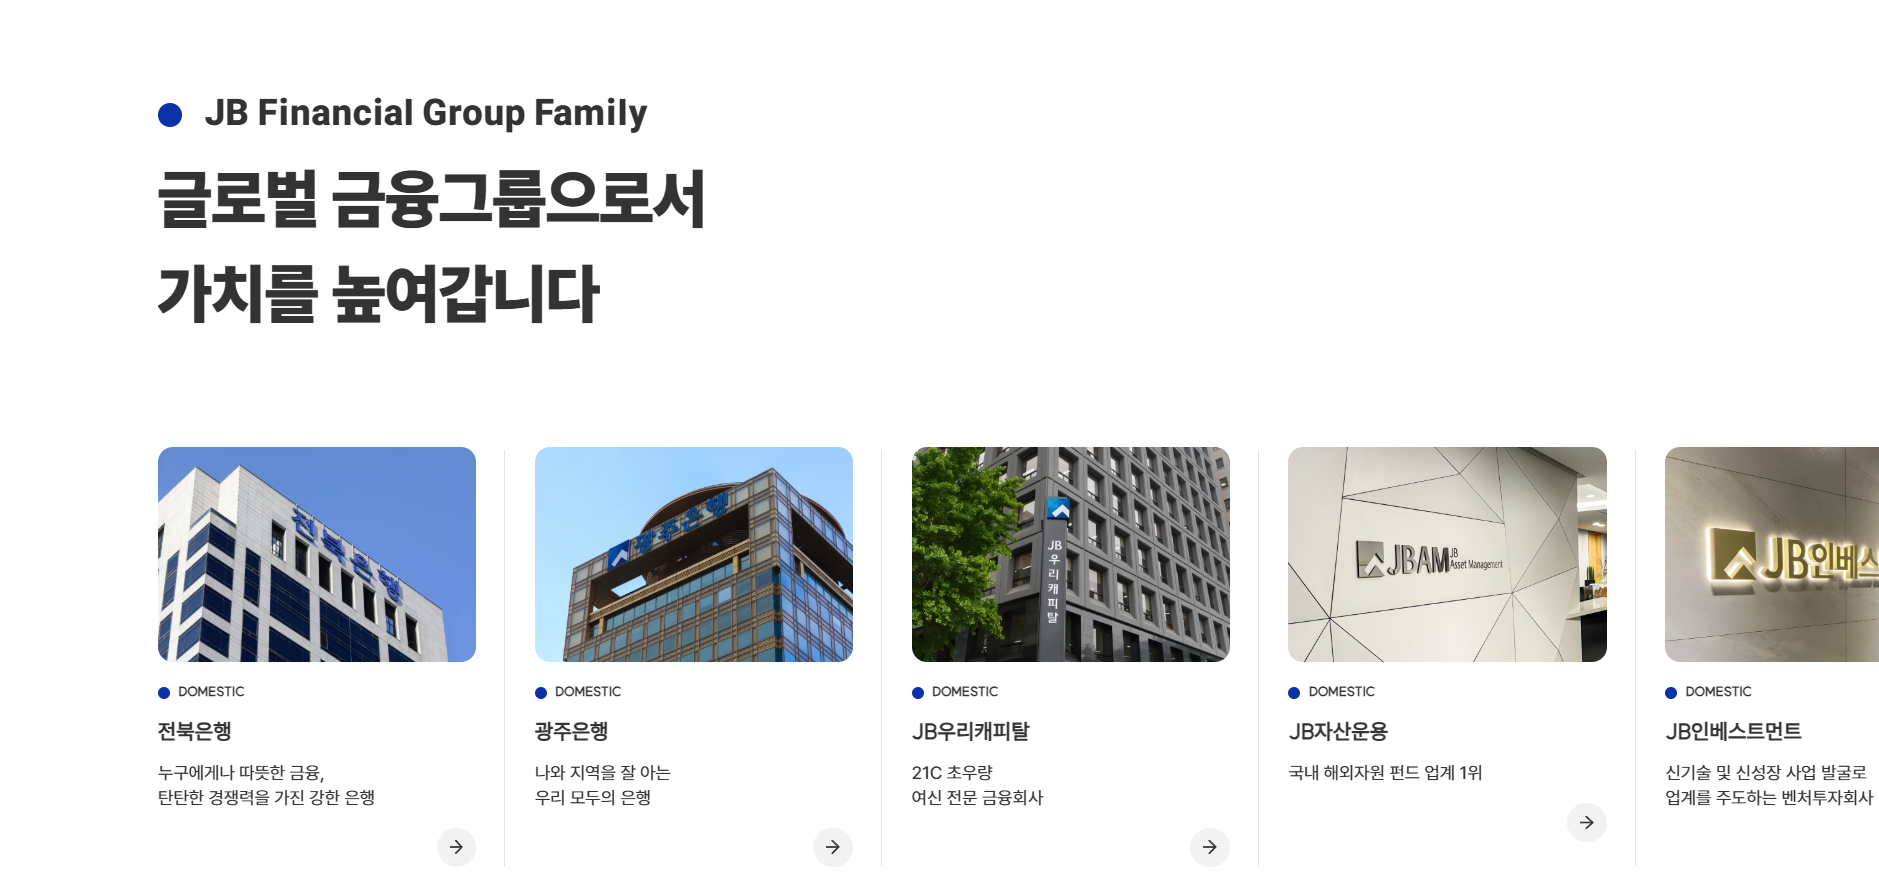 JB Financial Group Family
글로벌 금융그룹으로서
가치를 높여갑니다
전북은행
광주은행
JB
우
리
캐
피
탈
JBAM JB
Asset Management
JB인베스
DOMESTIC
전북은행
누구에게나 따뜻한 금융,
탄탄한 경쟁력을 가진 강한 은행
DOMESTIC
광주은행
나와 지역을 잘 아는
우리 모두의 은행
DOMESTIC
JB우리캐피탈
21C 초우량
여신 전문 금융회사
DOMESTIC
JB자산운용
국내 해외자원 펀드 업계 1위
DOMESTIC
JB인베스트먼트
신기술 및 신성장 사업 발굴로
업계를 주도하는 벤처투자회사